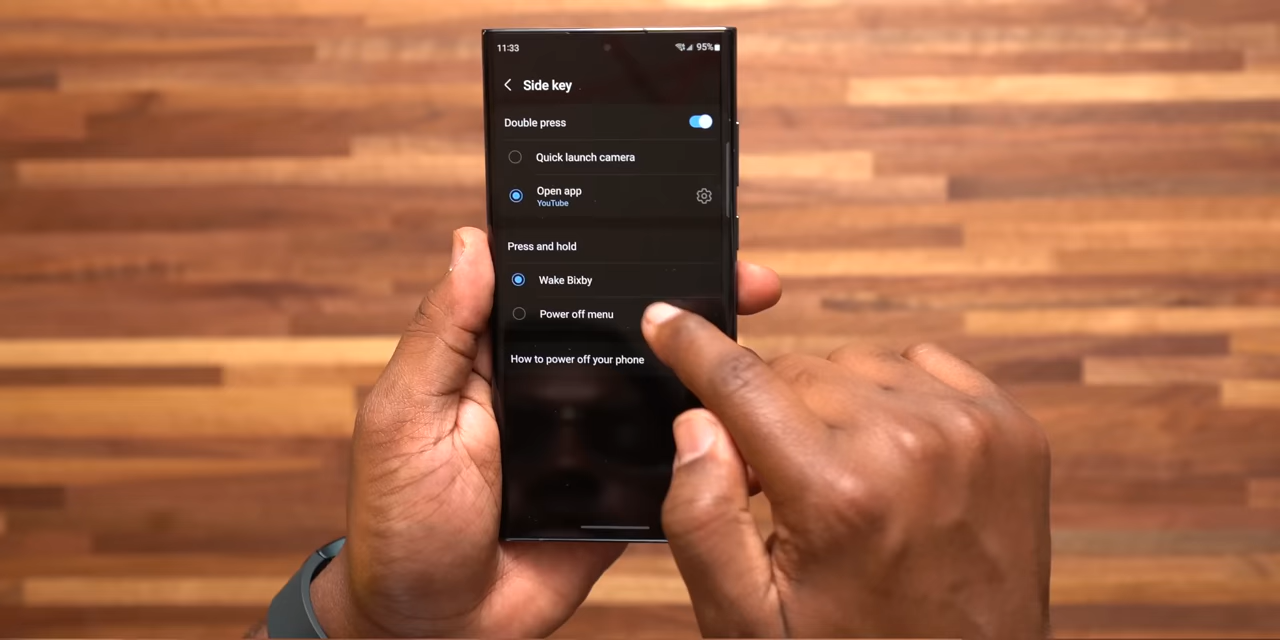 11:33
95%
Side key
Double press
Quick launch camera
Open app
YouTube
Press and hold
Wake Bixby
Power off menu
How to power off your phone